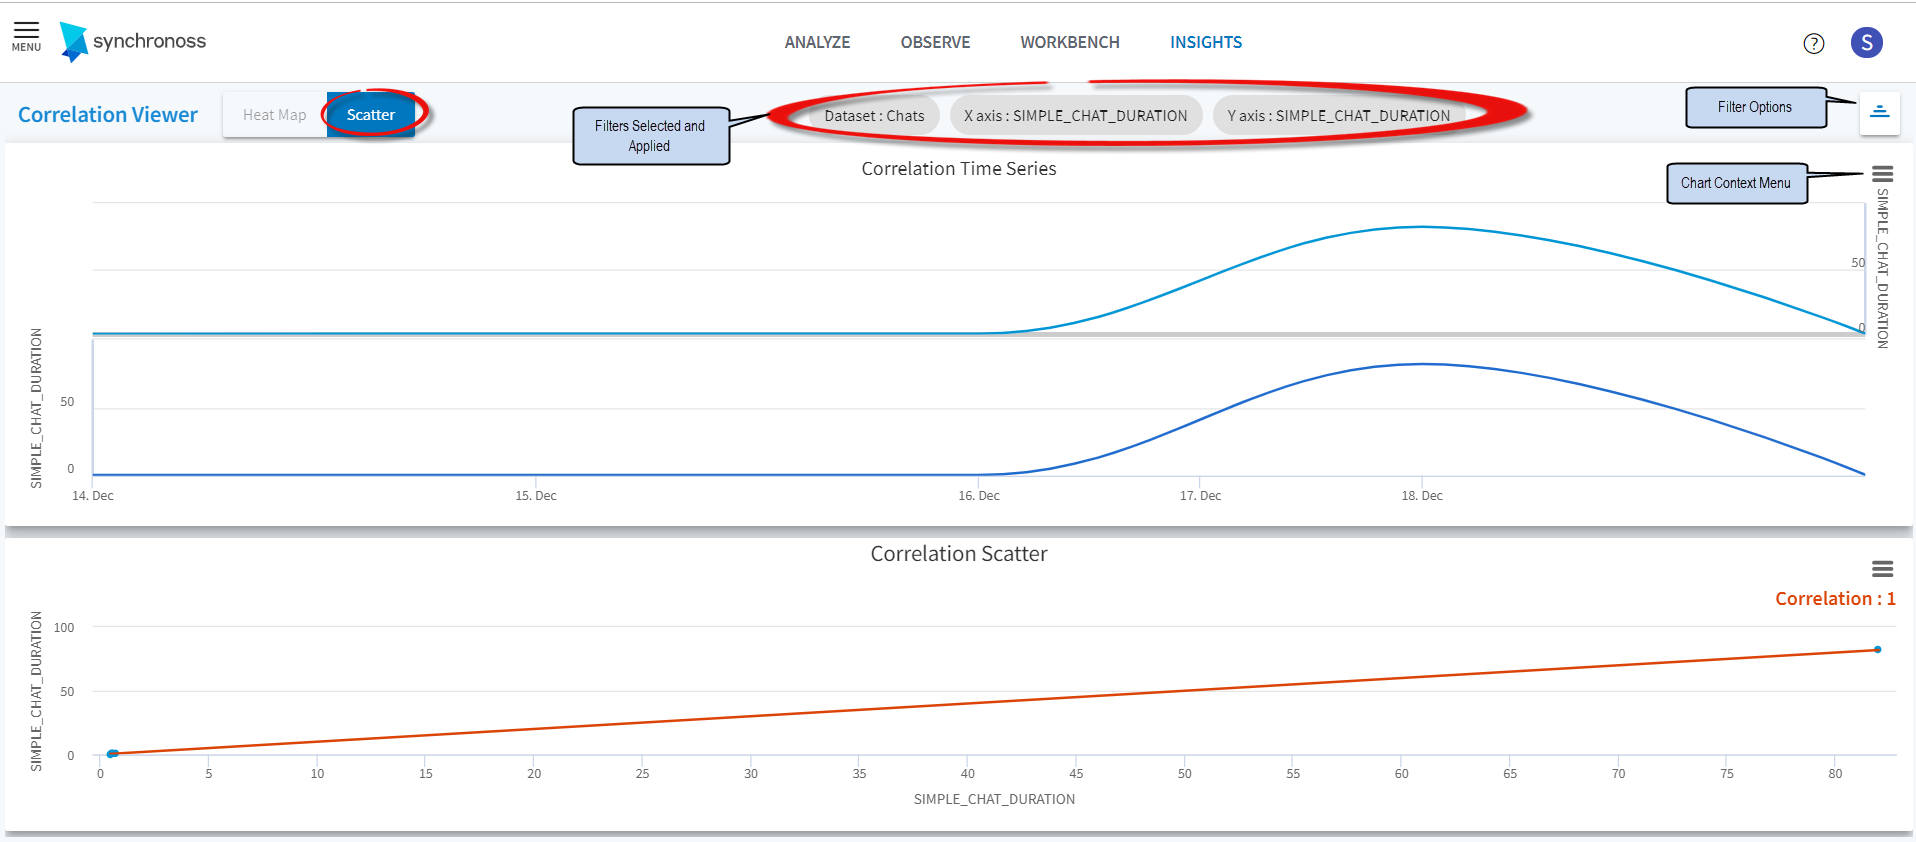 MENU
synchronoss
ANALYZE OBSERVE WORKBENCH INSIGHTS
?
S
Correlation Viewer
Heat Map Scatter
Filters Selected and
Applied
Dataset : Chats X axis : SIMPLE_CHAT_DURATION Y axis : SIMPLE_CHAT_DURATION
Filter Options
Correlation Time Series
Chart Context Menu
SIMPLE_CHAT_DURATION
50
0
SIMPLE_CHAT_DURATION
50
0
14. Dec 15. Dec 16. Dec 17. Dec 18. Dec
Correlation Scatter
Correlation : 1
SIMPLE_CHAT_DURATION
100
50
0
0 5 10 15 20 25 30 35 40 45 50 55 60 65 70 75 80
SIMPLE_CHAT_DURATION